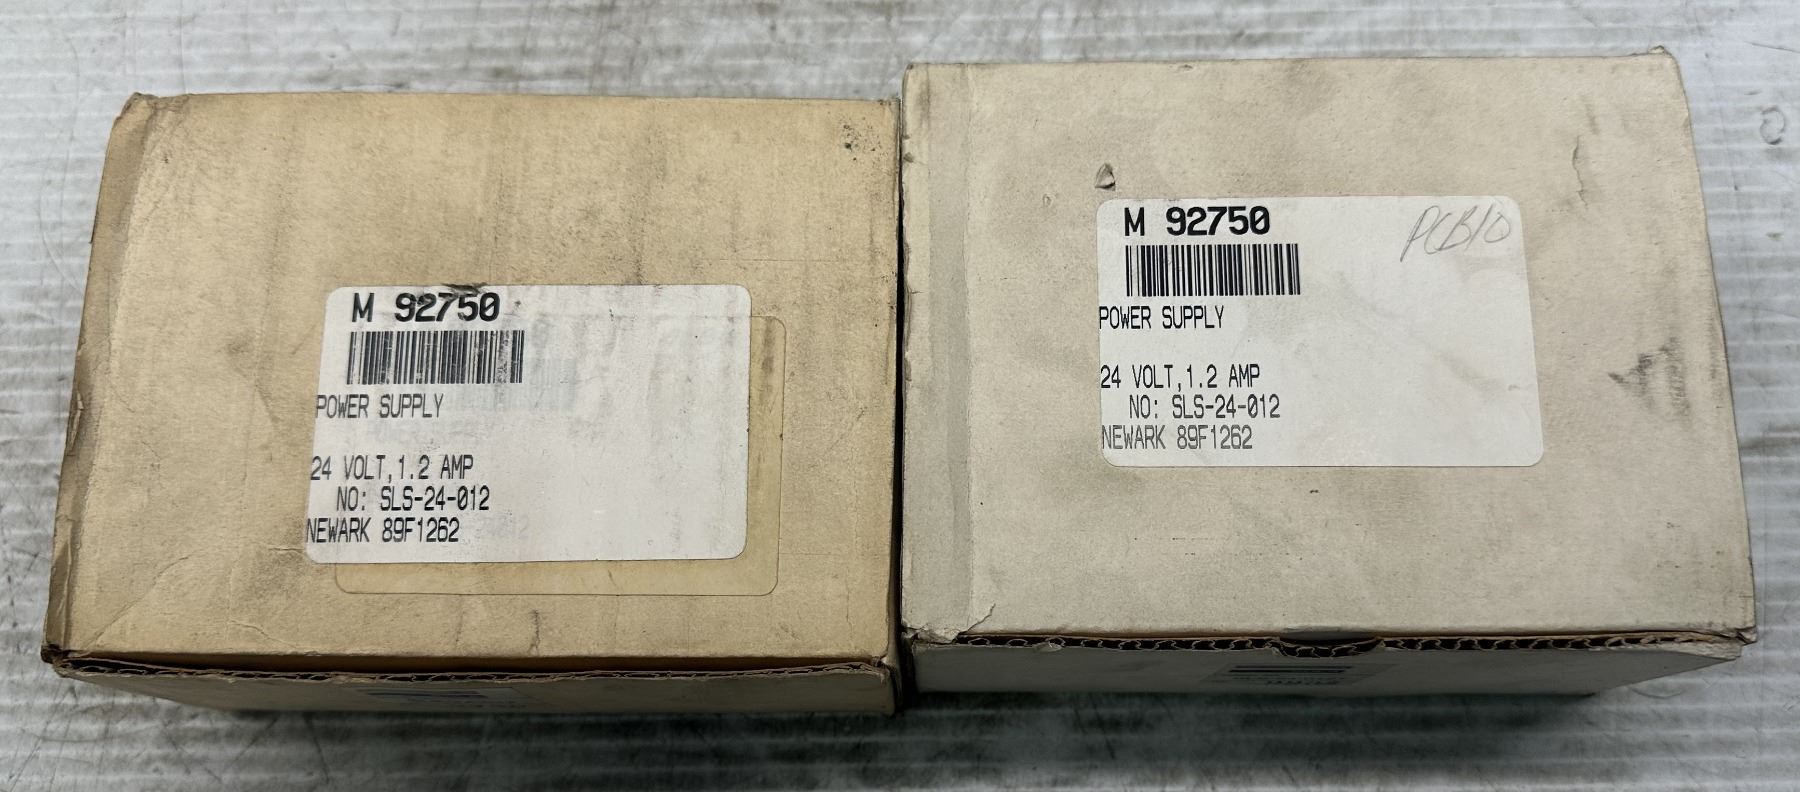 M 92750
POWER SUPPLY
24 VOLT,1.2 AMP
NO: SLS-24-012
NEWARK 89F1262
M 92750
PCB10
POWER SUPPLY
24 VOLT,1.2 AMP
NO: SLS-24-012
NEWARK 89F1262